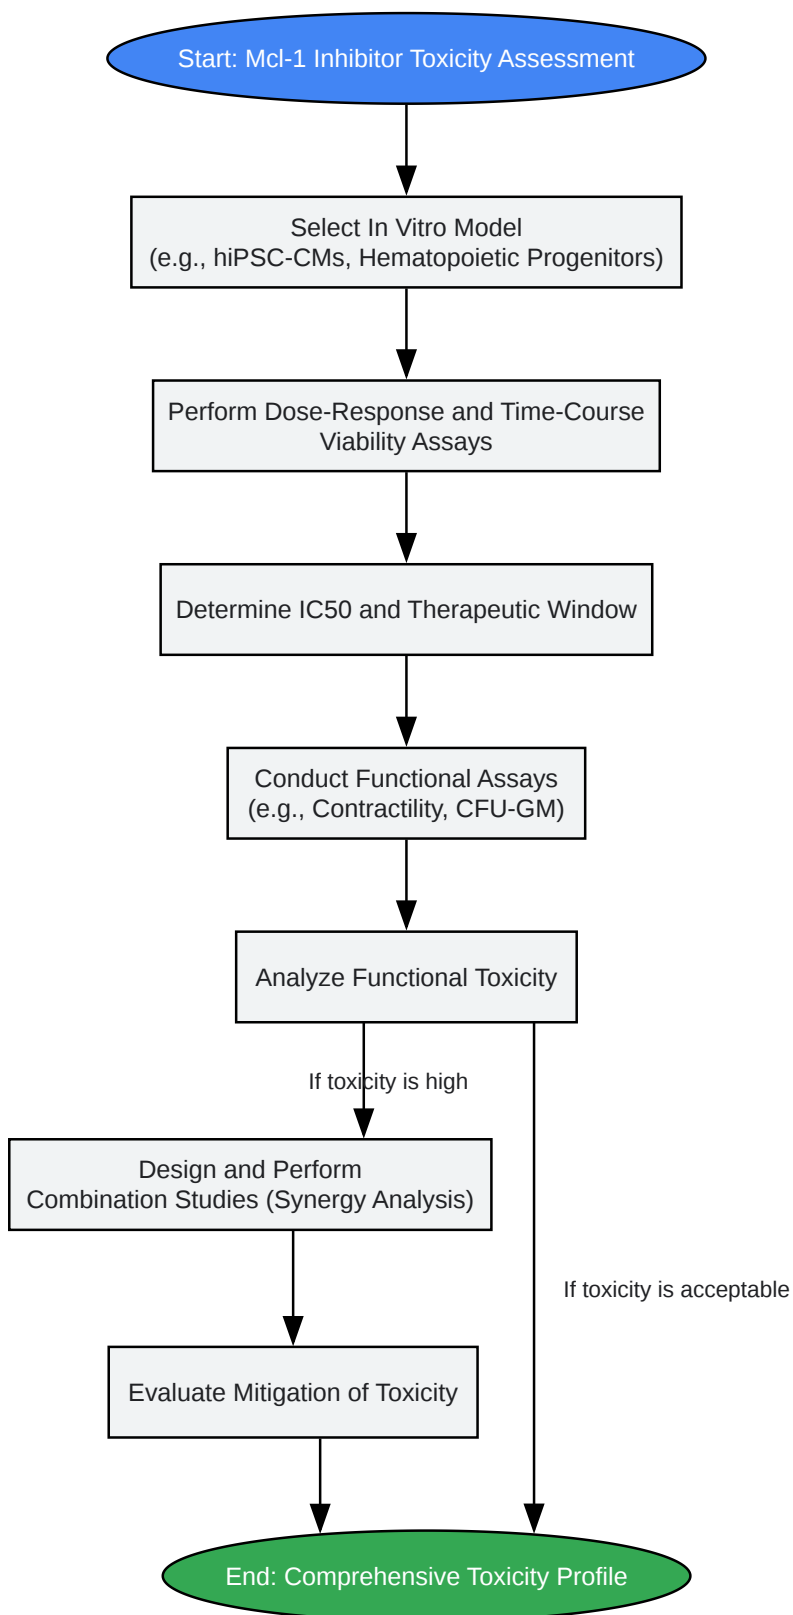 Start: Mcl-1 Inhibitor Toxicity Assessment
Select In Vitro Model
(e.g., hiPSC-CMs, Hematopoietic Progenitors)
Perform Dose-Response and Time-Course
Viability Assays
Determine IC50 and Therapeutic Window
Conduct Functional Assays
(e.g., Contractility, CFU-GM)
Analyze Functional Toxicity
If toxicity is high
Design and Perform
Combination Studies (Synergy Analysis)
If toxicity is acceptable
Evaluate Mitigation of Toxicity
End: Comprehensive Toxicity Profile